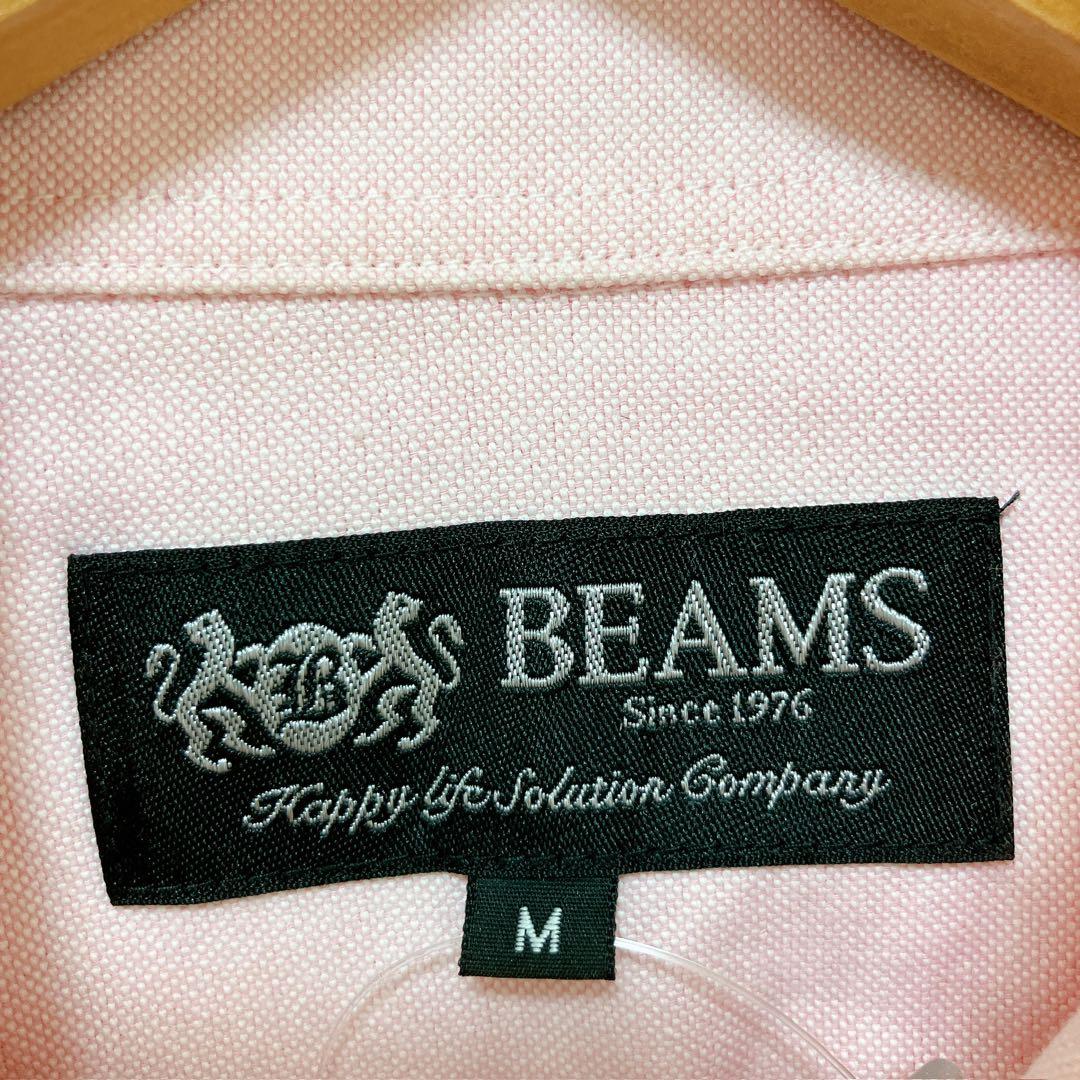 B
BEAMS
Since 1976
Happy life Solution Company
M